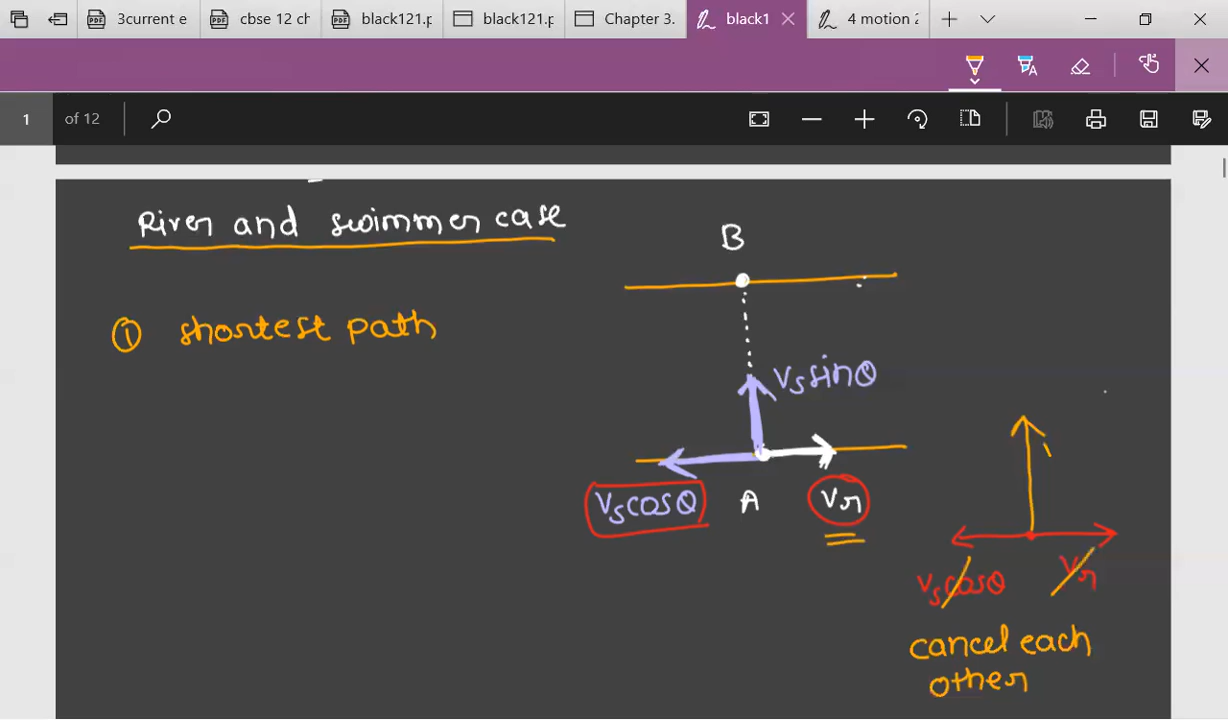 3current e
cbse 12 ch
black121.p
black121.p
Chapter 3.
black1
4 motion 2
1 of 12
River and swimmer case
B
① shortest path
Vₛsinθ
Vₛcosθ
A
Vr
Vₛcosθ
Vr
cancel each
other